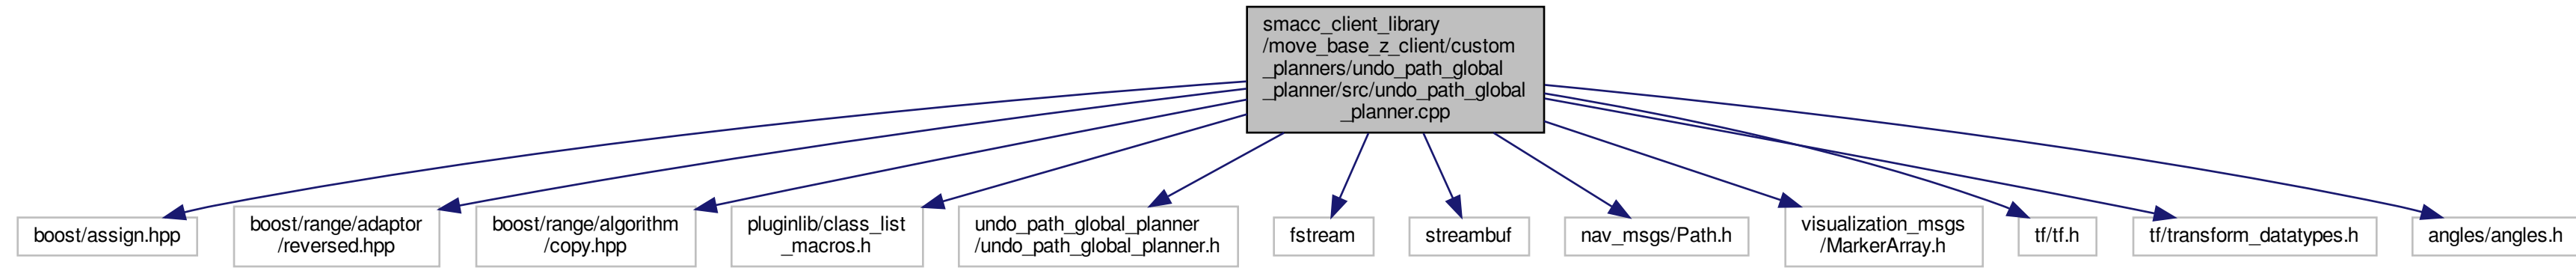 smacc_client_library
/move_base_z_client/custom
_planners/undo_path_global
_planner/src/undo_path_global
_planner.cpp
boost/assign.hpp
boost/range/adaptor
/reversed.hpp
boost/range/algorithm
/copy.hpp
pluginlib/class_list
_macros.h
undo_path_global_planner
/undo_path_global_planner.h
fstream
streambuf
nav_msgs/Path.h
visualization_msgs
/MarkerArray.h
tf/tf.h
tf/transform_datatypes.h
angles/angles.h